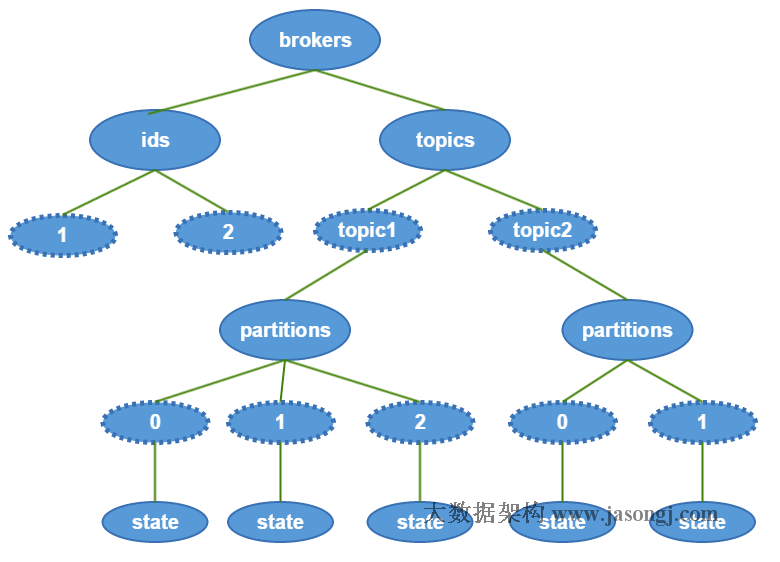 brokers
ids
topics
1
2
topic1
topic2
partitions
partitions
0
1
2
0
1
state
state
state
state
state
大数据架构 www.jasongj.com